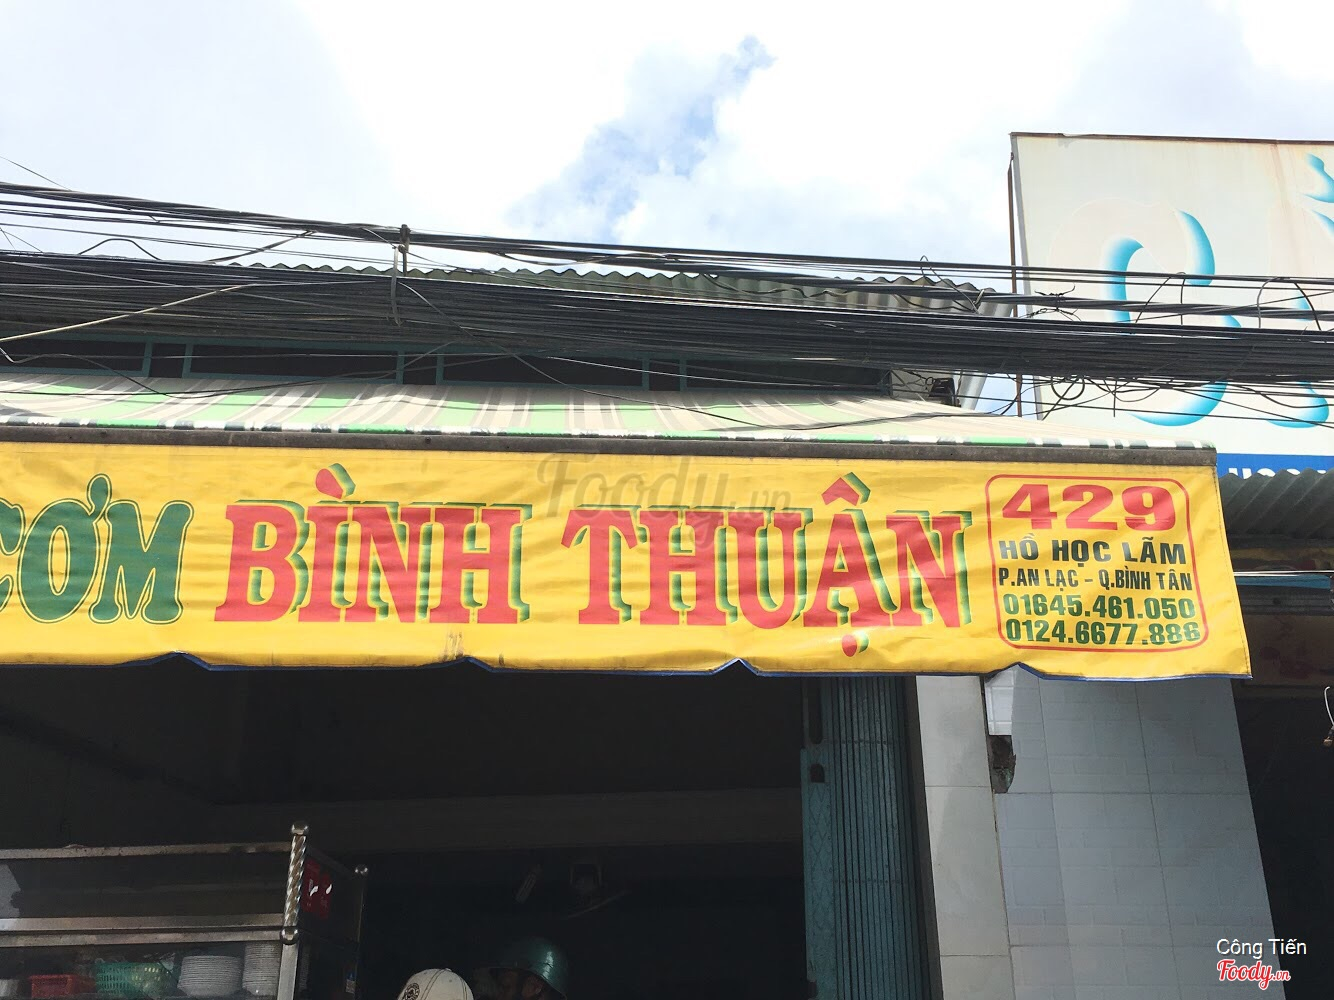 CƠM BÌNH THUẬN
429
HỒ HỌC LÃM
P.AN LẠC - Q.BÌNH TÂN
01645.461.050
0124.6677.886
Foody.vn
Công Tiến
Foody.vn